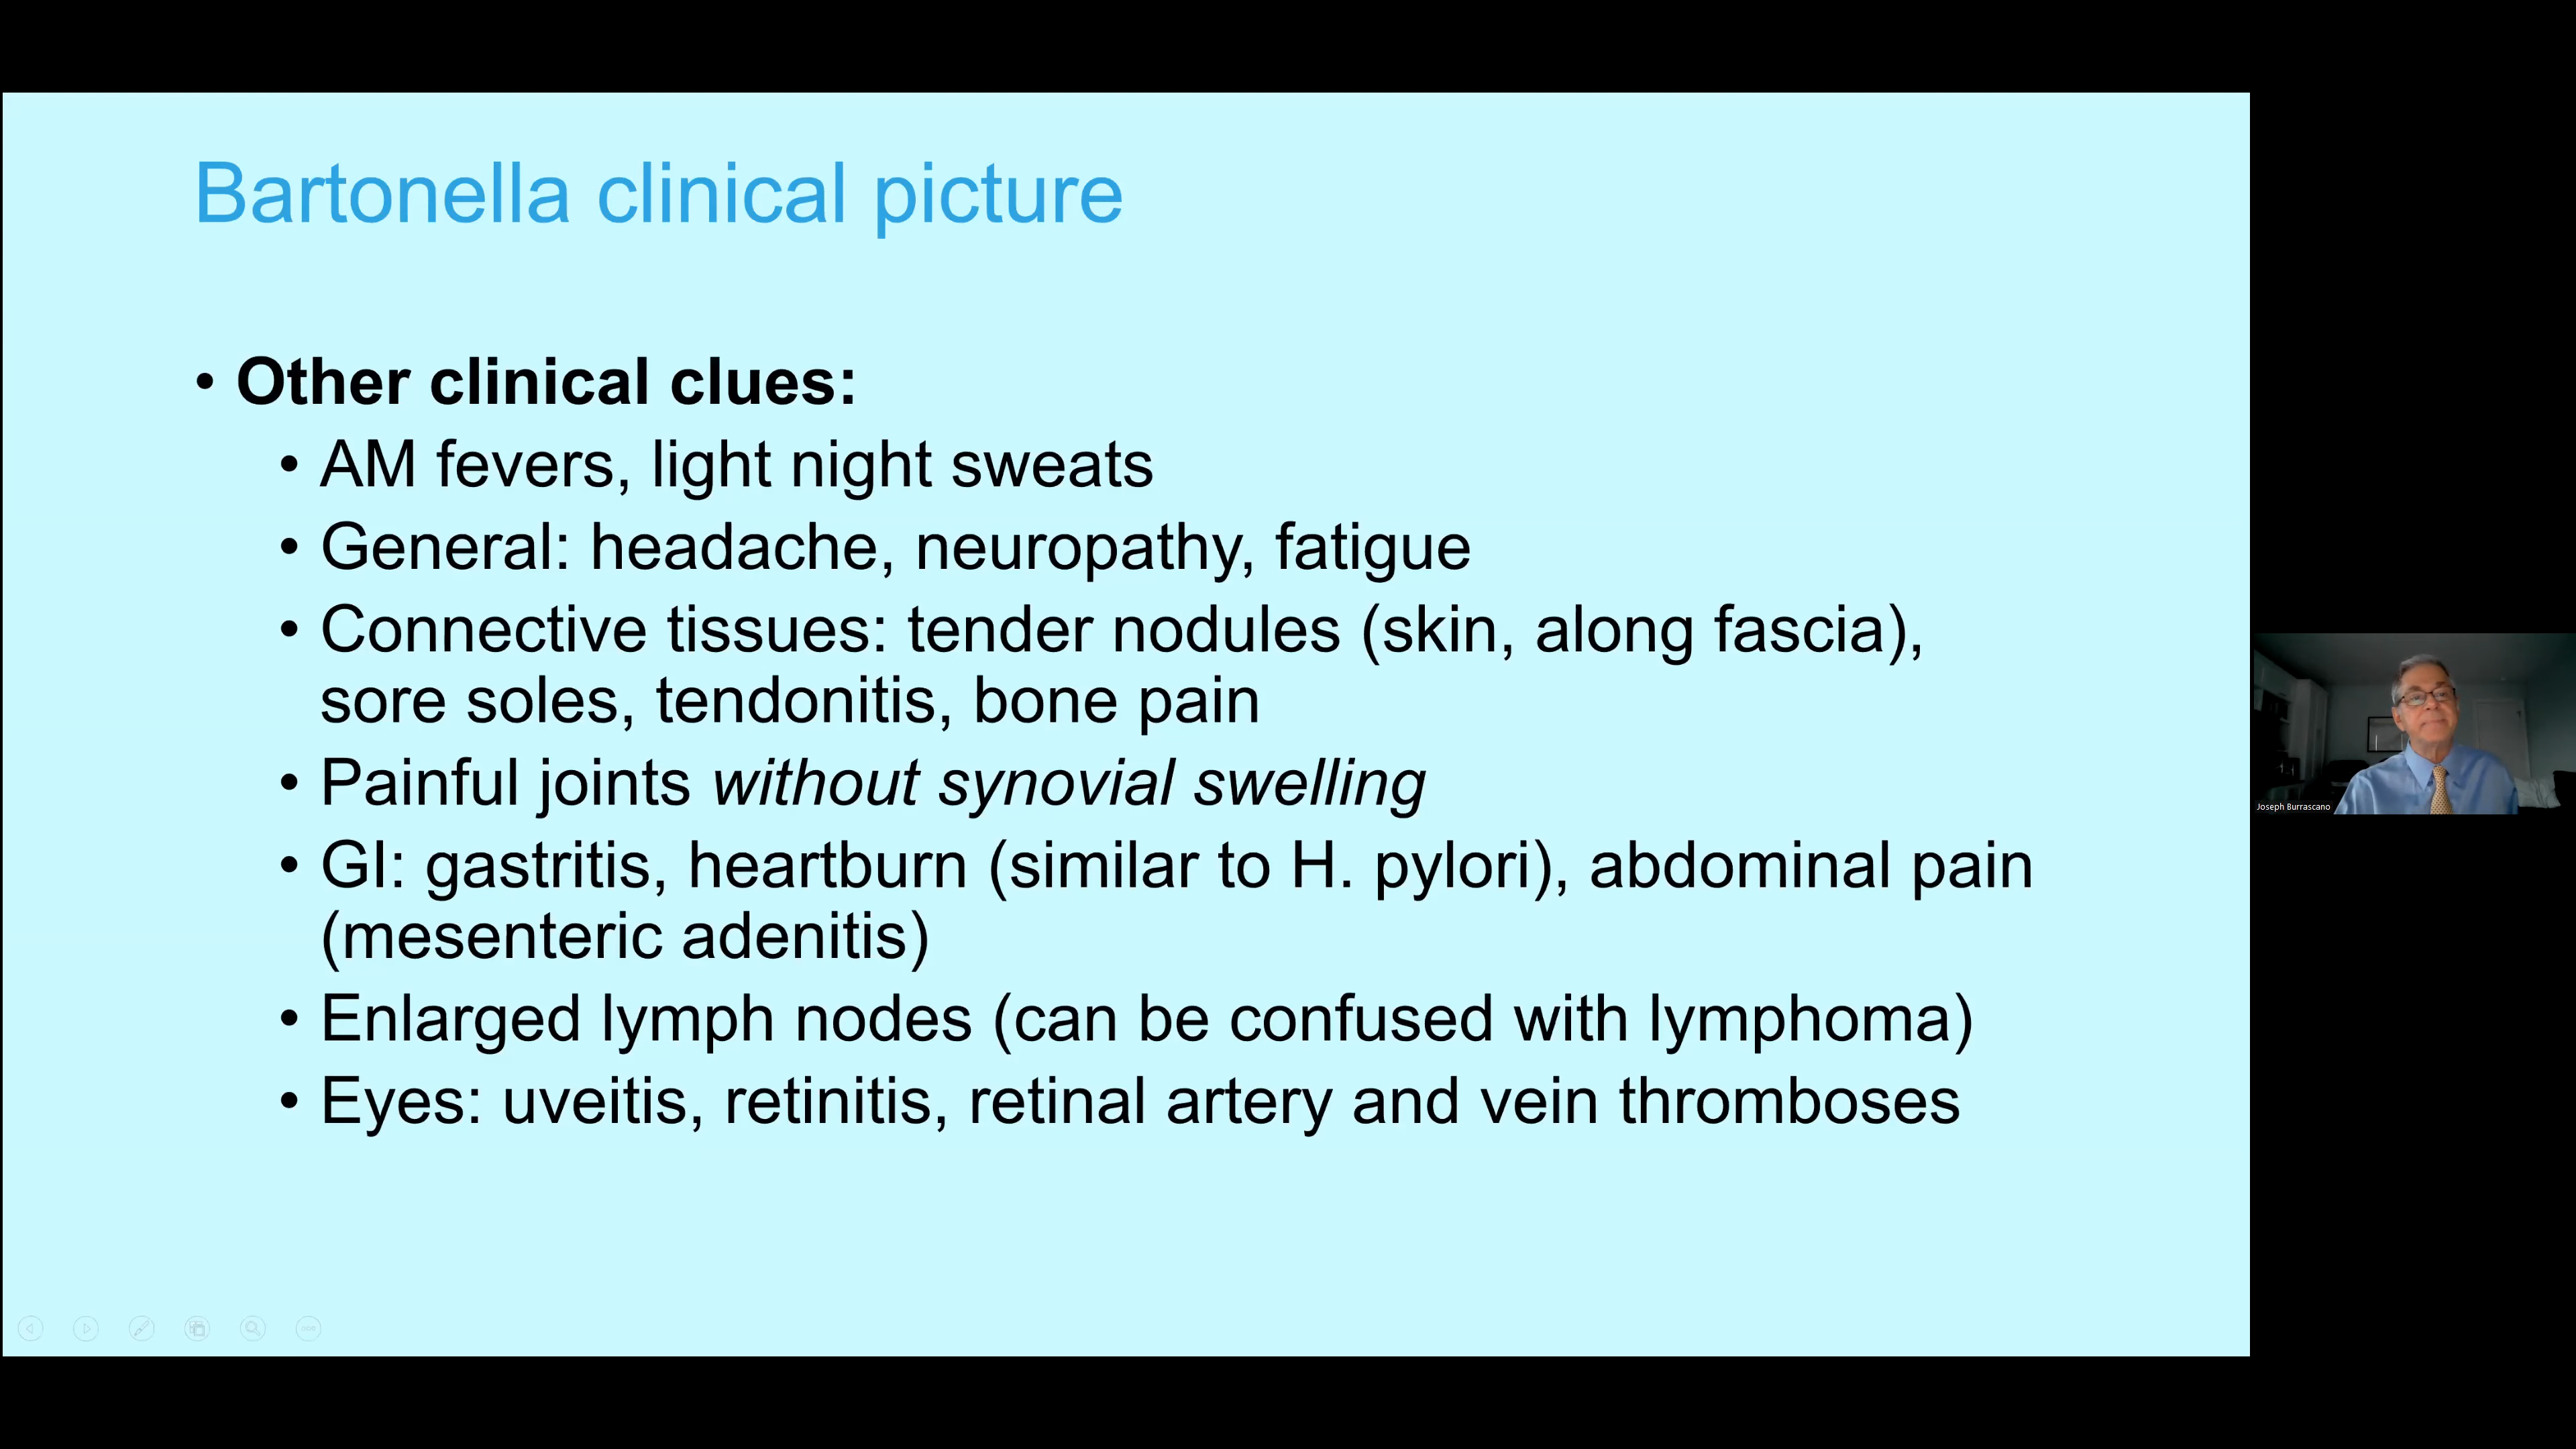 Bartonella clinical picture
• Other clinical clues:
• AM fevers, light night sweats
• General: headache, neuropathy, fatigue
• Connective tissues: tender nodules (skin, along fascia),
sore soles, tendonitis, bone pain
• Painful joints without synovial swelling
• GI: gastritis, heartburn (similar to H. pylori), abdominal pain
(mesenteric adenitis)
• Enlarged lymph nodes (can be confused with lymphoma)
• Eyes: uveitis, retinitis, retinal artery and vein thromboses
Joseph Burrascano